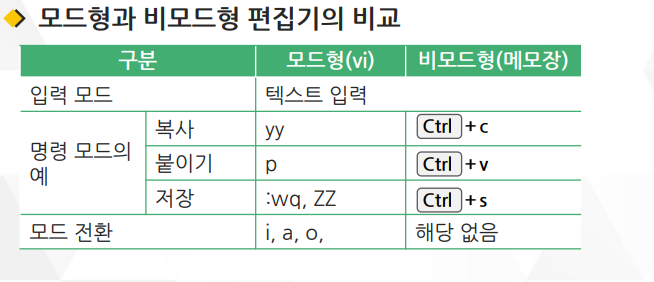 모드형과 비모드형 편집기의 비교
구분 모드형(vi) 비모드형(메모장)
입력 모드 텍스트 입력
명령 모드의 예
복사 yy Ctrl+c
붙이기 p Ctrl+v
저장 :wq, ZZ Ctrl+s
모드 전환 i, a, o, 해당 없음